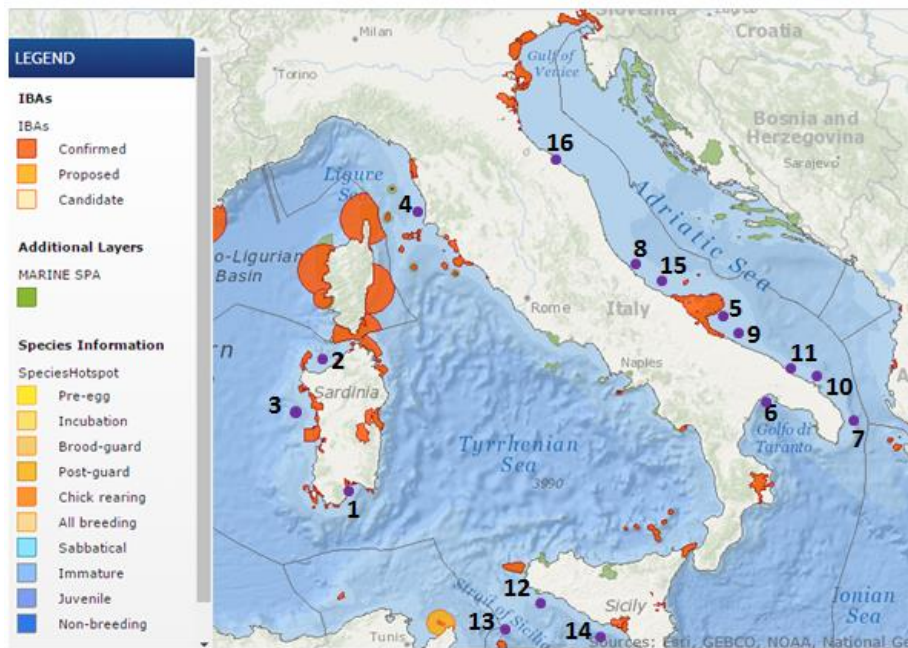 LEGEND
IBAs
IBAs
Confirmed
Proposed
Candidate
Additional Layers
MARINE SPA
Species Information
SpeciesHotspot
Pre-egg
Incubation
Brood-guard
Post-guard
Chick rearing
All breeding
Sabbatical
Immature
Juvenile
Non-breeding
Milan
Torino
Slovenia
Croatia
Gulf of
Venice
Bosnia and
Herzegovina
Sarajevo
16
Ligure
4
Adriatic Sea
o-Ligurian
Basin
8
15
Rome
Italy
5
9
Naples
11
10
2
Sardinia
3
6
Golfo di
Taranto
7
Tyrrhenian
Sea
3990
1
12
Strait of Sicilia
13
14
Sicily
Tunis
Ionian
Sea
Sources: Esri, GEBCO, NOAA, National Ge